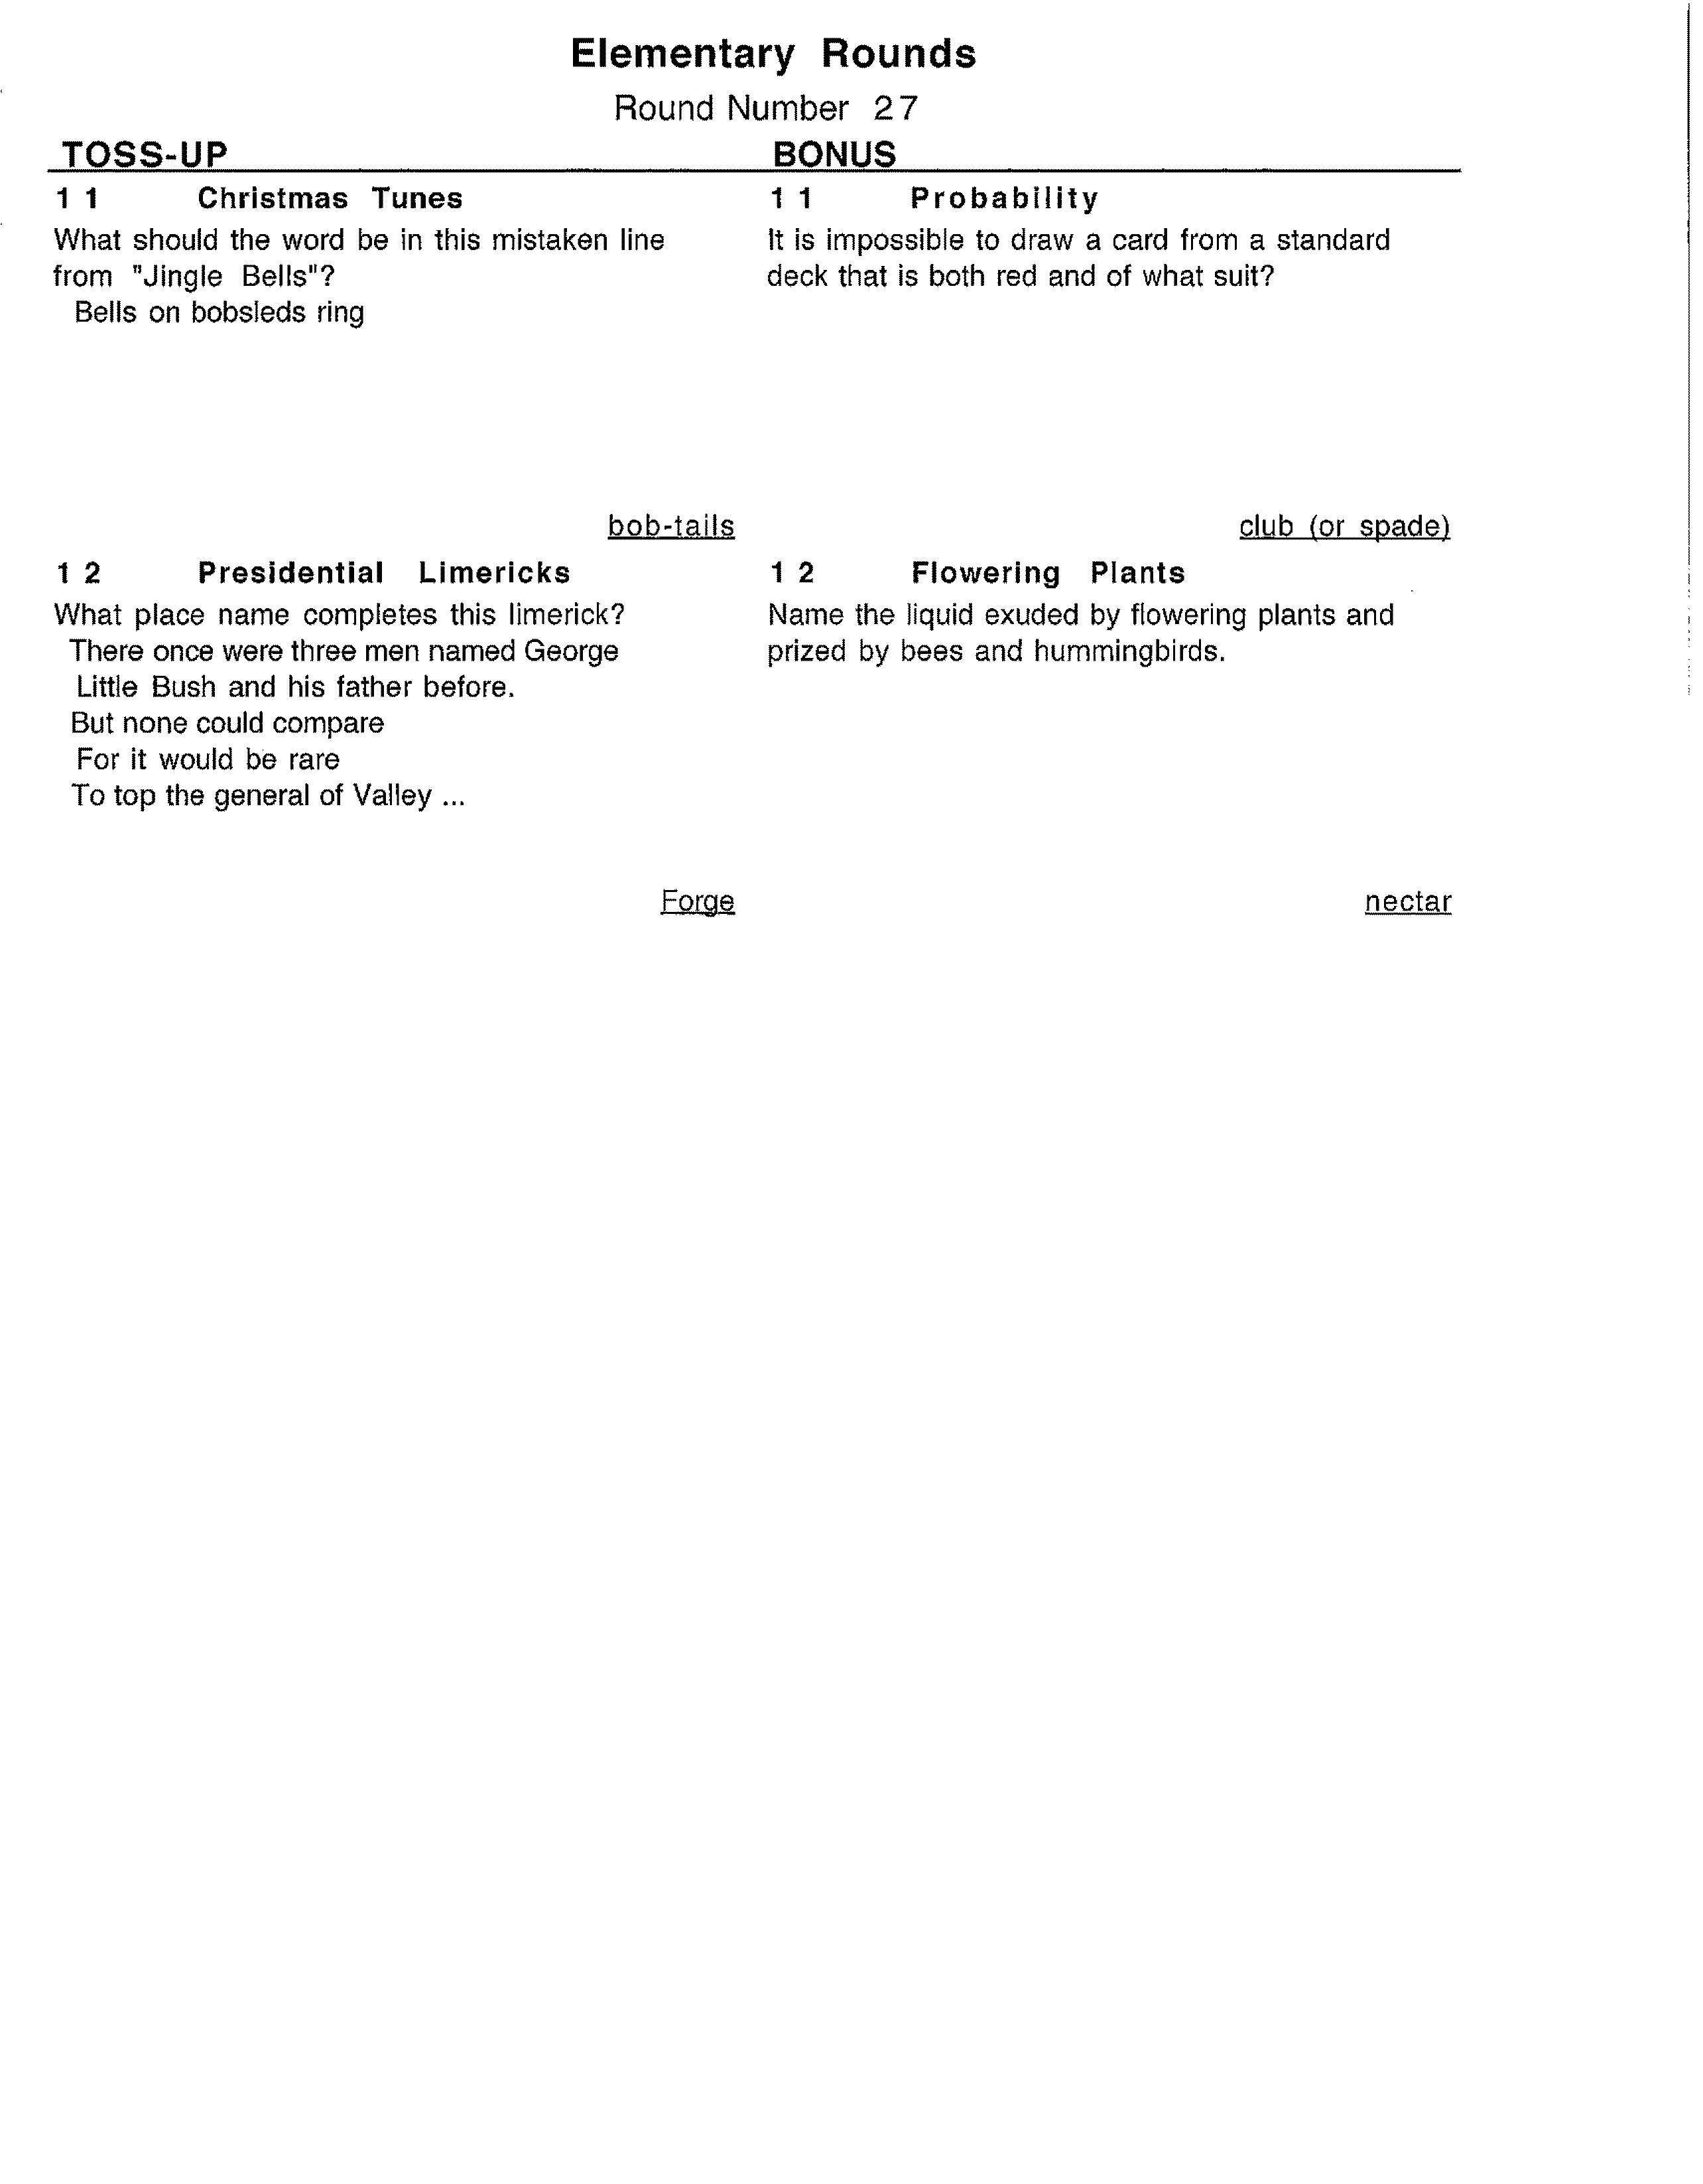 Elementary Rounds
Round Number 27
TOSS-UP BONUS
11 Christmas Tunes
What should the word be in this mistaken line
from "Jingle Bells"?
Bells on bobsleds ring
bob-tails
11 Probability
It is impossible to draw a card from a standard
deck that is both red and of what suit?
club (or spade)
12 Presidential Limericks
What place name completes this limerick?
There once were three men named George
Little Bush and his father before.
But none could compare
For it would be rare
To top the general of Valley ...
Forge
12 Flowering Plants
Name the liquid exuded by flowering plants and
prized by bees and hummingbirds.
nectar